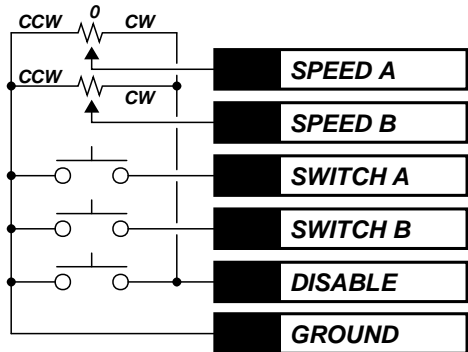 0
CCW CW
SPEED A
CCW CW
SPEED B
SWITCH A
SWITCH B
DISABLE
GROUND